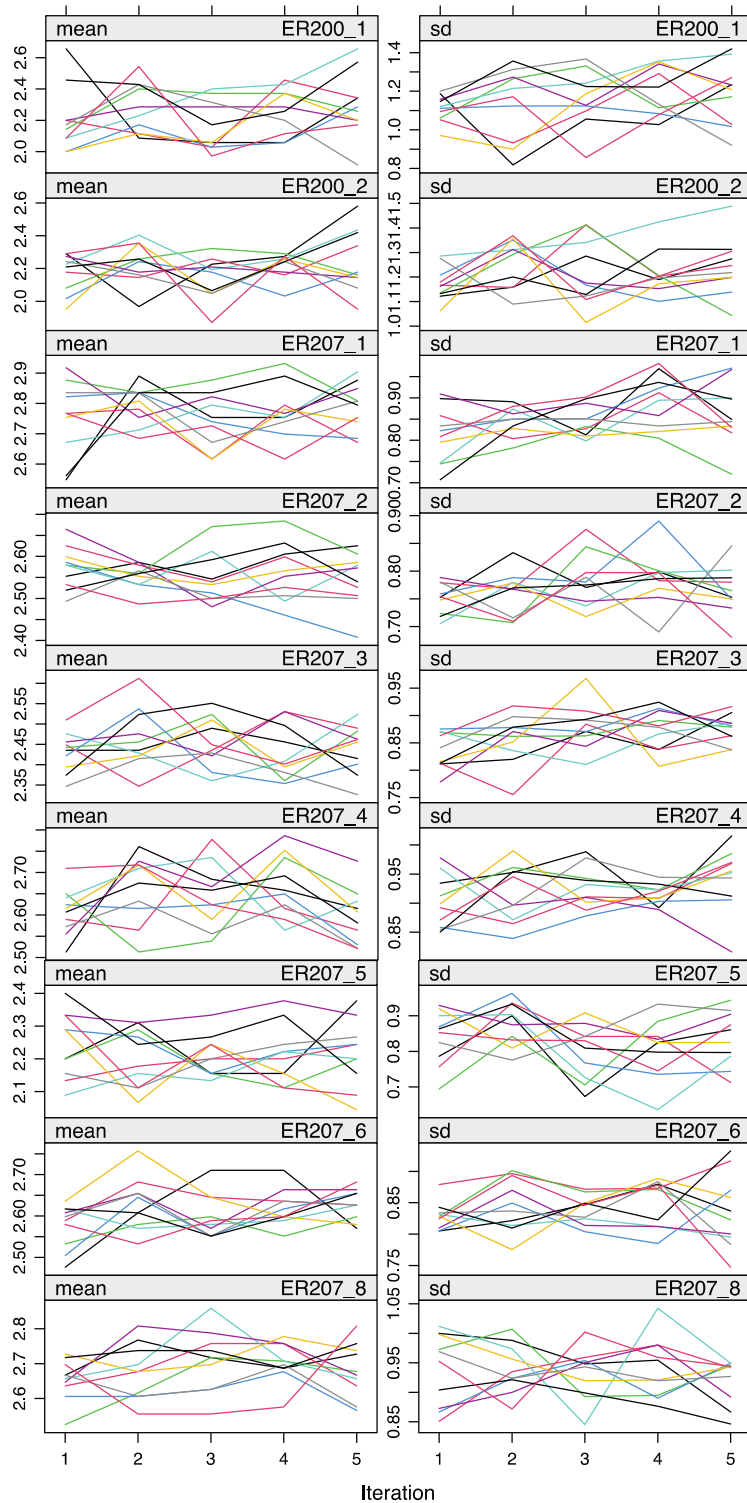 mean ER200_1
2.0 2.2 2.4 2.6
sd ER200_1
0.8 1.0 1.2 1.4
mean ER200_2
2.0 2.2 2.4 2.6
sd ER200_2
1.0 1.1 1.2 1.3 1.4 1.5
mean ER207_1
2.6 2.7 2.8 2.9
sd ER207_1
0.70 0.80 0.90
mean ER207_2
2.40 2.50 2.60
sd ER207_2
0.70 0.80 0.90
mean ER207_3
2.35 2.45 2.55
sd ER207_3
0.75 0.85 0.95
mean ER207_4
2.50 2.60 2.70
sd ER207_4
0.85 0.95
mean ER207_5
2.1 2.2 2.3 2.4
sd ER207_5
0.7 0.8 0.9
mean ER207_6
2.50 2.60 2.70
sd ER207_6
0.75 0.85
mean ER207_8
2.6 2.7 2.8
sd ER207_8
0.85 0.95 1.05
1 2 3 4 5
1 2 3 4 5
Iteration